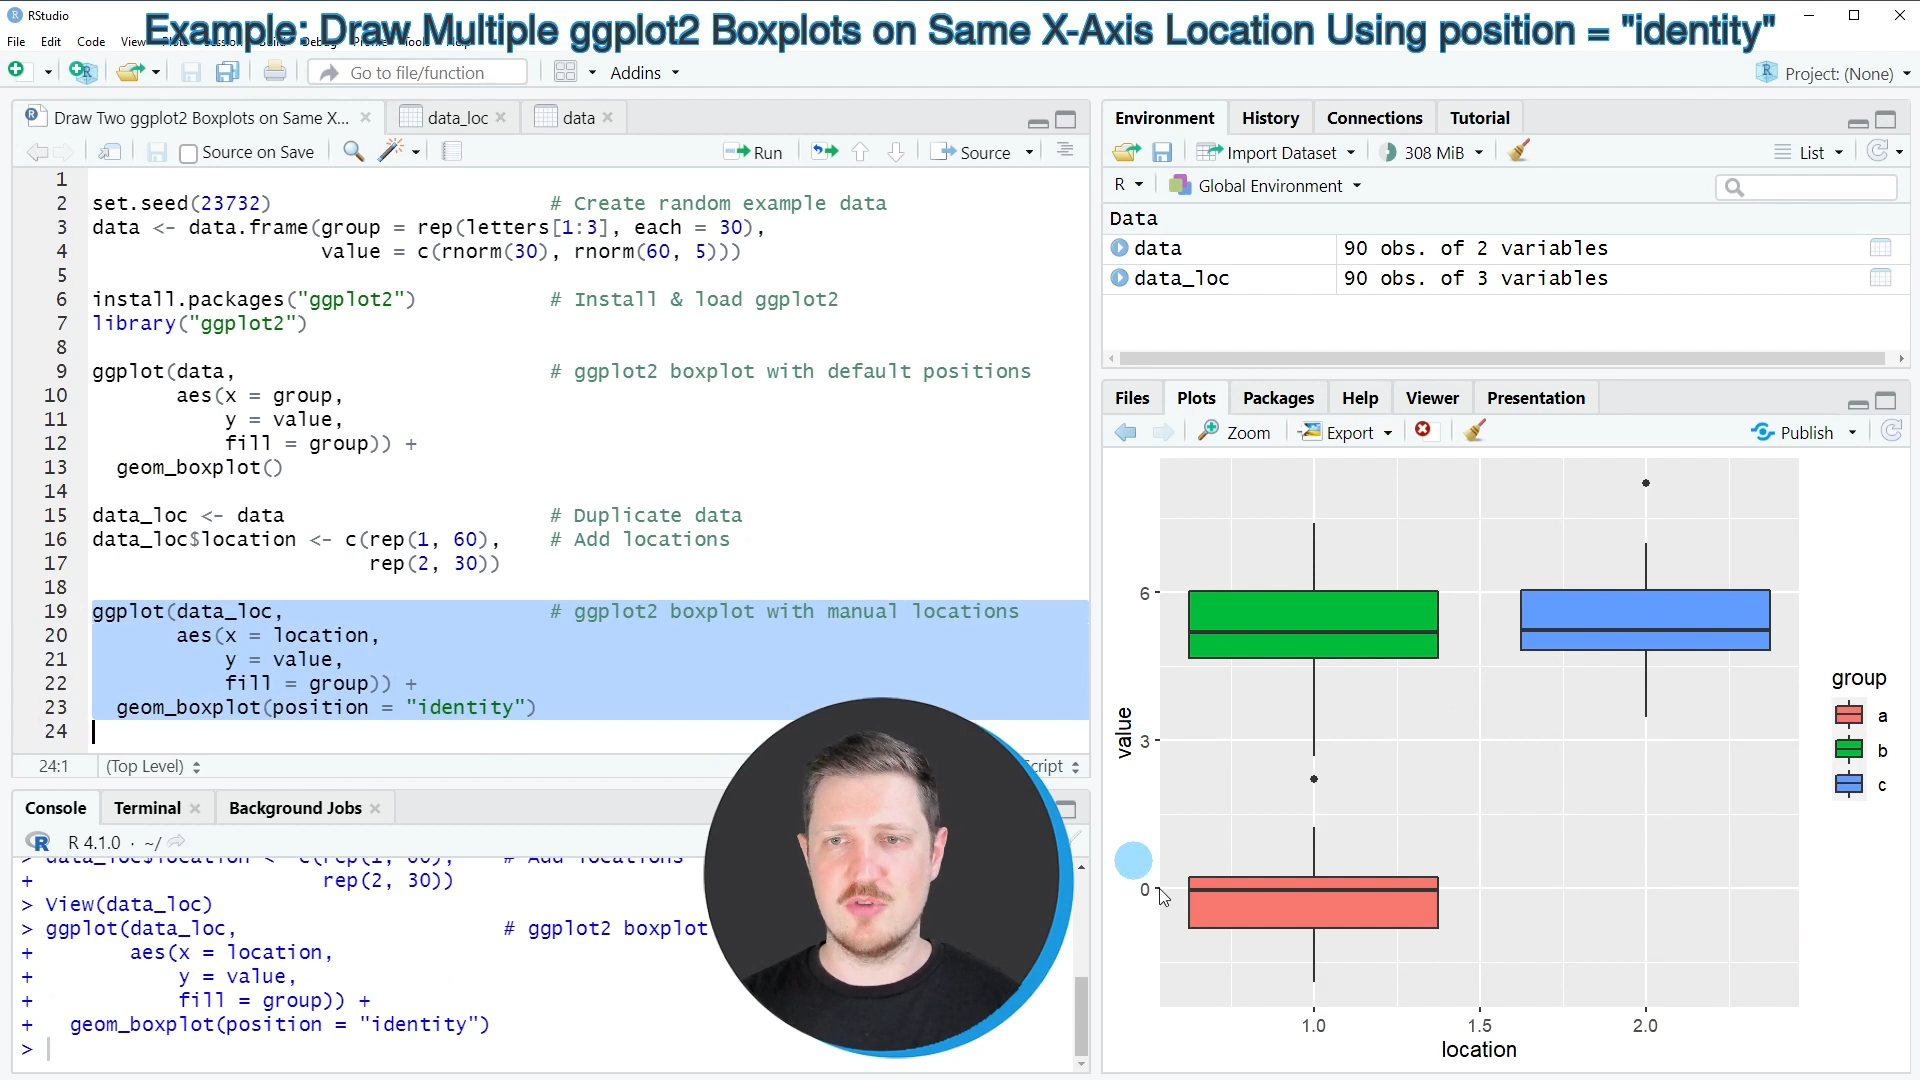 RStudio
Example: Draw Multiple ggplot2 Boxplots on Same X-Axis Location Using position = "identity"
File Edit Code View
Go to file/function
Addins
Project: (None)
Draw Two ggplot2 Boxplots on Same X...
data_loc
data
Source on Save
Run
Source
1
2 set.seed(23732) # Create random example data
3 data <- data.frame(group = rep(letters[1:3], each = 30),
4 value = c(rnorm(30), rnorm(60, 5)))
5
6 install.packages("ggplot2") # Install & load ggplot2
7 library("ggplot2")
8
9 ggplot(data, # ggplot2 boxplot with default positions
10 aes(x = group,
11 y = value,
12 fill = group)) +
13 geom_boxplot()
14
15 data_loc <- data # Duplicate data
16 data_loc$location <- c(rep(1, 60), # Add locations
17 rep(2, 30))
18
19 ggplot(data_loc, # ggplot2 boxplot with manual locations
20 aes(x = location,
21 y = value,
22 fill = group)) +
23 geom_boxplot(position = "identity")
24
24:1 (Top Level)
Console Terminal Background Jobs
R 4.1.0 · ~/
> data_loc$location <- c(rep(1, 60), # Add locations
+ rep(2, 30))
> View(data_loc)
> ggplot(data_loc, # ggplot2 boxplot
+ aes(x = location,
+ y = value,
+ fill = group)) +
+ geom_boxplot(position = "identity")
>
Environment History Connections Tutorial
Import Dataset
308 MiB
List
R
Global Environment
Data
data 90 obs. of 2 variables
data_loc 90 obs. of 3 variables
Files Plots Packages Help Viewer Presentation
Zoom
Export
Publish
6
3
0
value
1.0 1.5 2.0
location
group
a
b
c